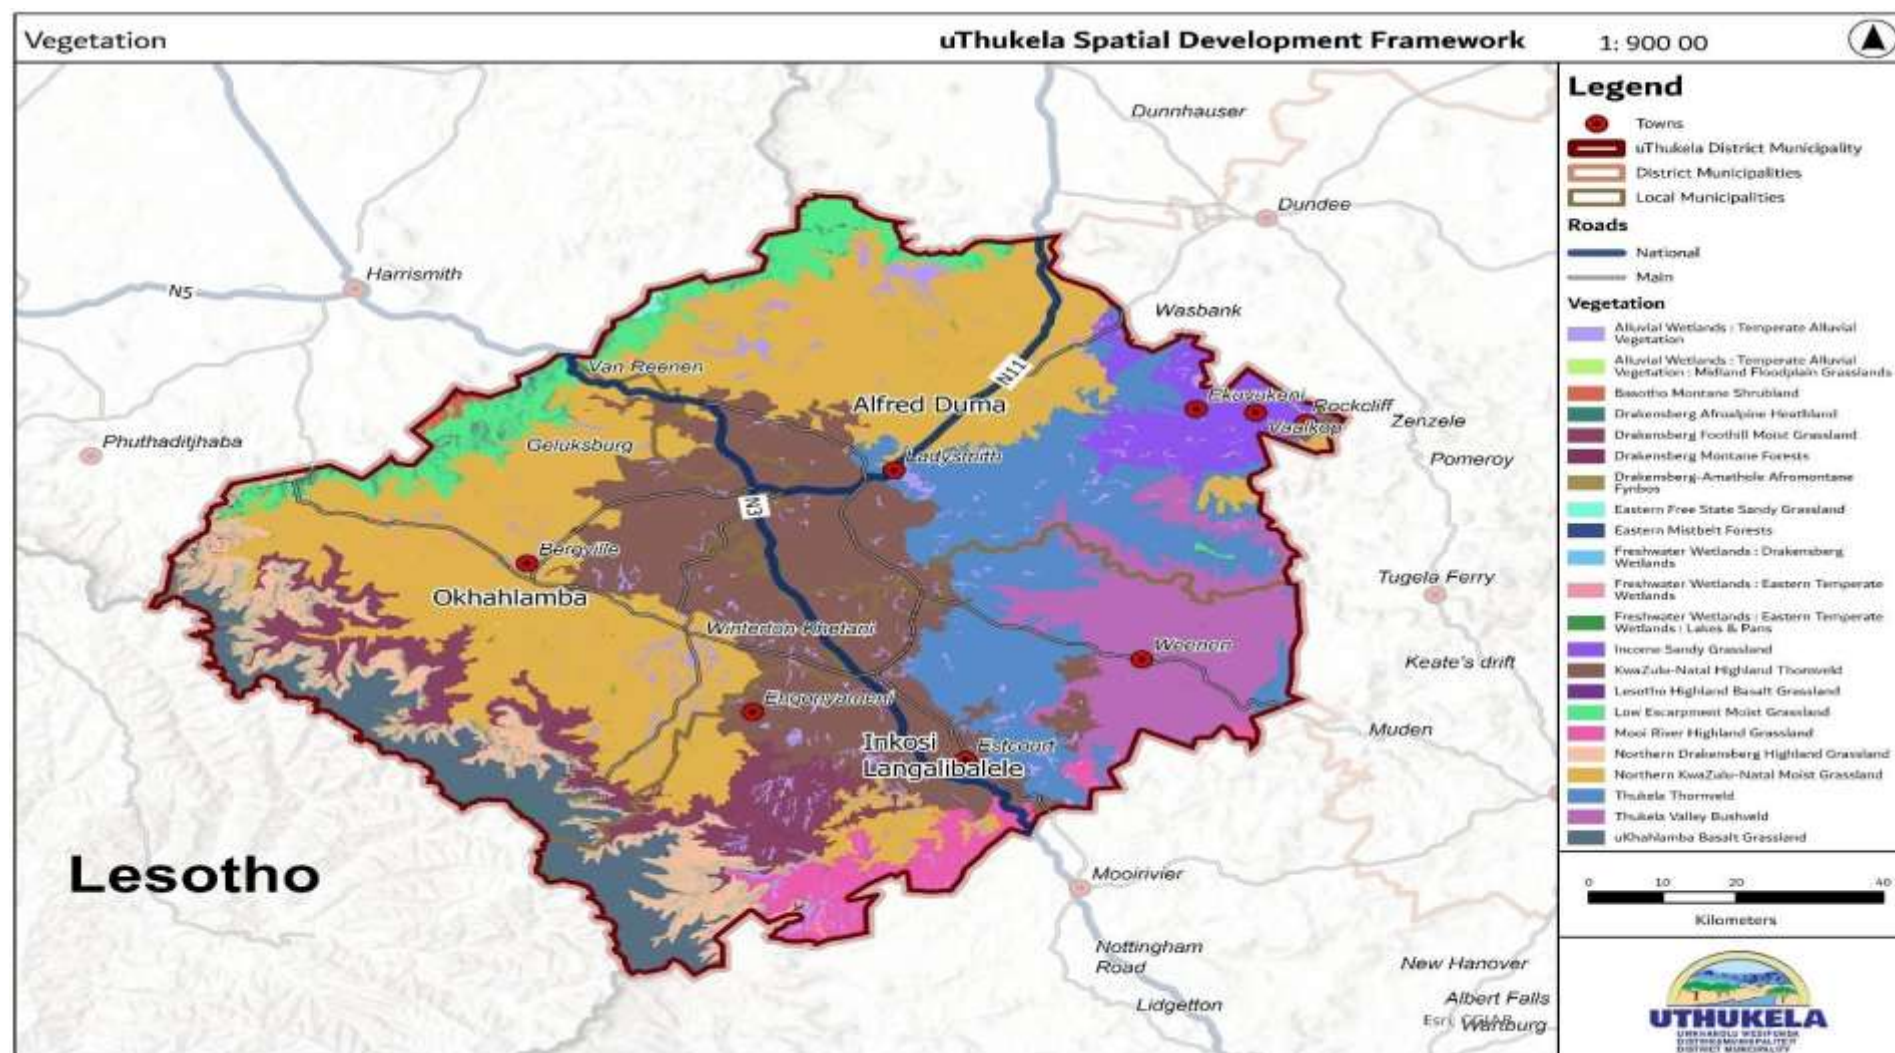 Vegetation
uThukela Spatial Development Framework
1: 900 00
Dunnhauser
Dundee
Harrismith
N5
Wasbank
Van Reenen
N11
Alfred Duma
Ekuvukeni
Rockcliff
Zenzele
Vaalkop
Phuthaditjhaba
Geluksburg
Ladysmith
Pomeroy
N3
Bergville
Tugela Ferry
Okhahlamba
Winterton-Khetani
Weenen
Keate's drift
Engonyameni
Muden
Inkosi
Langalibalele
Estcourt
Lesotho
Mooirivier
Nottingham
Road
New Hanover
Lidgetton
Albert Falls
Wartburg
Legend
Towns
uThukela District Municipality
District Municipalities
Local Municipalities
Roads
National
Main
Vegetation
Alluvial Wetlands : Temperate Alluvial
Vegetation
Alluvial Wetlands : Temperate Alluvial
Vegetation : Midland Floodplain Grasslands
Basotho Montane Shrubland
Drakensberg Afroalpine Heathland
Drakensberg Foothill Moist Grassland
Drakensberg Montane Forests
Drakensberg-Amathole Afromontane
Fynbos
Eastern Free State Sandy Grassland
Eastern Mistbelt Forests
Freshwater Wetlands : Drakensberg
Wetlands
Freshwater Wetlands : Eastern Temperate
Wetlands
Freshwater Wetlands : Eastern Temperate
Wetlands : Lakes & Pans
Income Sandy Grassland
KwaZulu-Natal Highland Thornveld
Lesotho Highland Basalt Grassland
Low Escarpment Moist Grassland
Mooi River Highland Grassland
Northern Drakensberg Highland Grassland
Northern KwaZulu-Natal Moist Grassland
Thukela Thornveld
Thukela Valley Bushveld
uKhahlamba Basalt Grassland
0 10 20 40
Kilometers
UTHUKELA
UMKHANDLU WESIFUNDA
DISTRIKSMUNISIPALITEIT
DISTRICT MUNICIPALITY